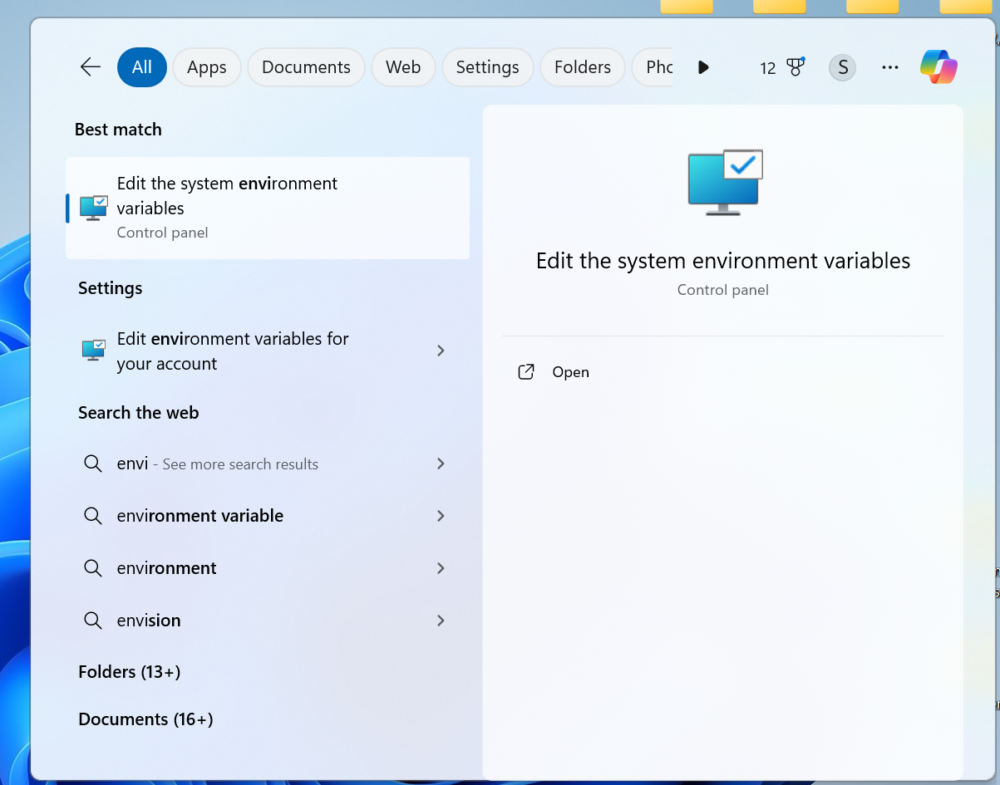 All
Apps
Documents
Web
Settings
Folders
Pho
12
S
Best match
Edit the system environment
variables
Control panel
Settings
Edit environment variables for
your account
Search the web
envi - See more search results
environment variable
environment
envision
Folders (13+)
Documents (16+)
Edit the system environment variables
Control panel
Open